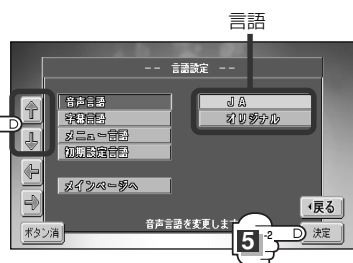 言語
-- 言語設定 --
音声言語
字幕言語
メニュー言語
初期設定言語
メインページへ
JA
オリジナル
戻る
ボタン消
音声言語を変更しま
5-2
決定